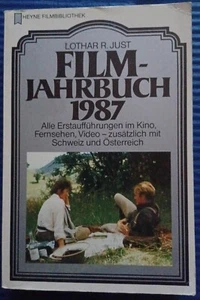 HEYNE FILMBIBLIOTHEK
LOTHAR R. JUST
FILM-
JAHRBUCH
1987
Alle Erstaufführungen im Kino,
Fernsehen, Video – zusätzlich mit
Schweiz und Österreich